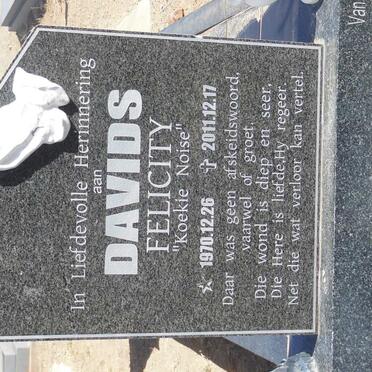 In Liefdevolle Herinnering
aan
DAVIDS
FELICITY
"Koekie Noise"
1970.12.26 2011.12.17
Daar was geen afskeidswoord,
vaarwel of groet.
Die wond is diep en seer,
Die Here is liefde.Hy regeer.
Net die wat verloor kan vertel.
Van